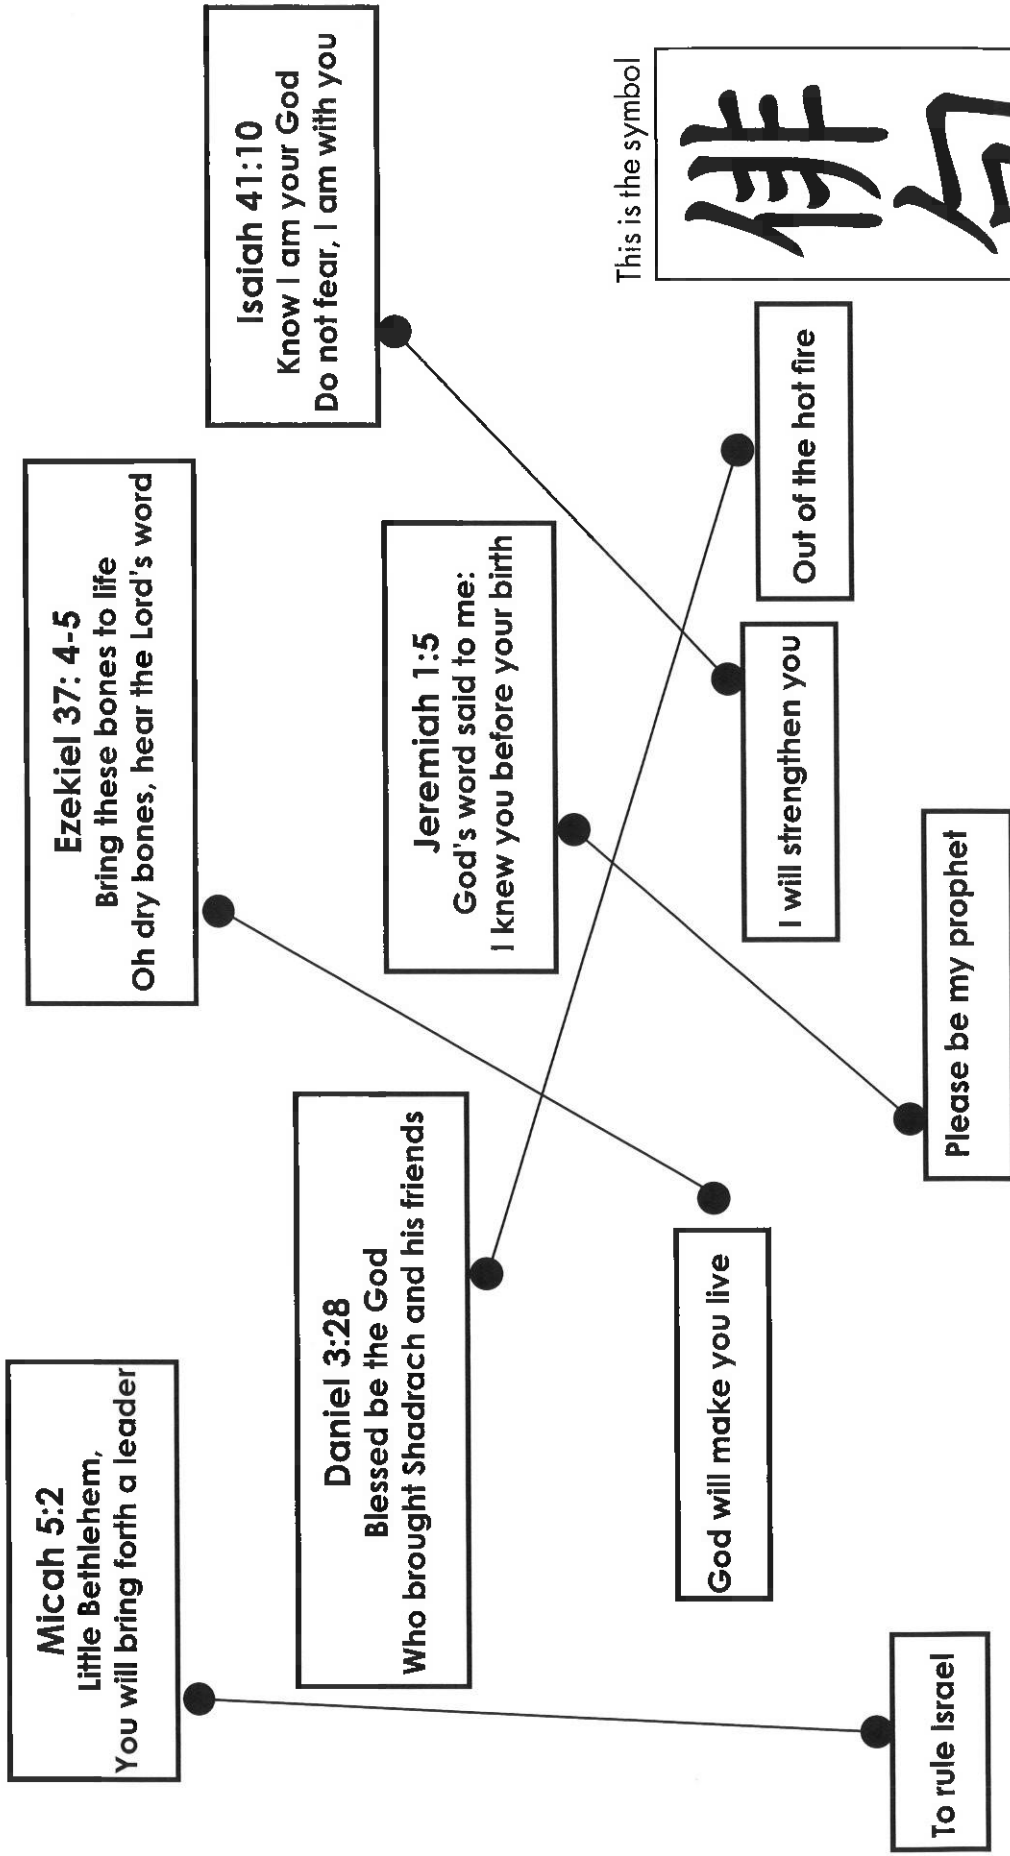 Micah 5:2
Little Bethlehem,
You will bring forth a leader
Ezekiel 37: 4-5
Bring these bones to life
Oh dry bones, hear the Lord's word
Isaiah 41:10
Know I am your God
Do not fear, I am with you
Daniel 3:28
Blessed be the God
Who brought Shadrach and his friends
Jeremiah 1:5
God's word said to me:
I knew you before your birth
God will make you live
I will strengthen you
Out of the hot fire
To rule Israel
Please be my prophet
This is the symbol
俳